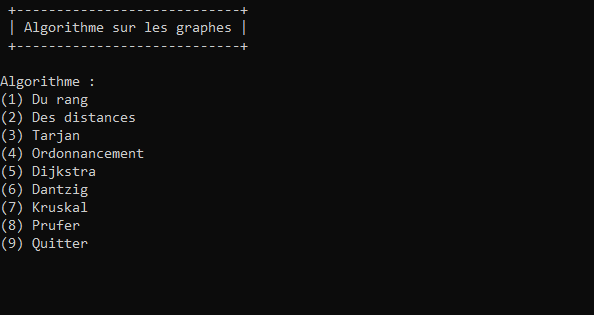 +----------------------------+
| Algorithme sur les graphes |
+----------------------------+
Algorithme :
(1) Du rang
(2) Des distances
(3) Tarjan
(4) Ordonnancement
(5) Dijkstra
(6) Dantzig
(7) Kruskal
(8) Prufer
(9) Quitter